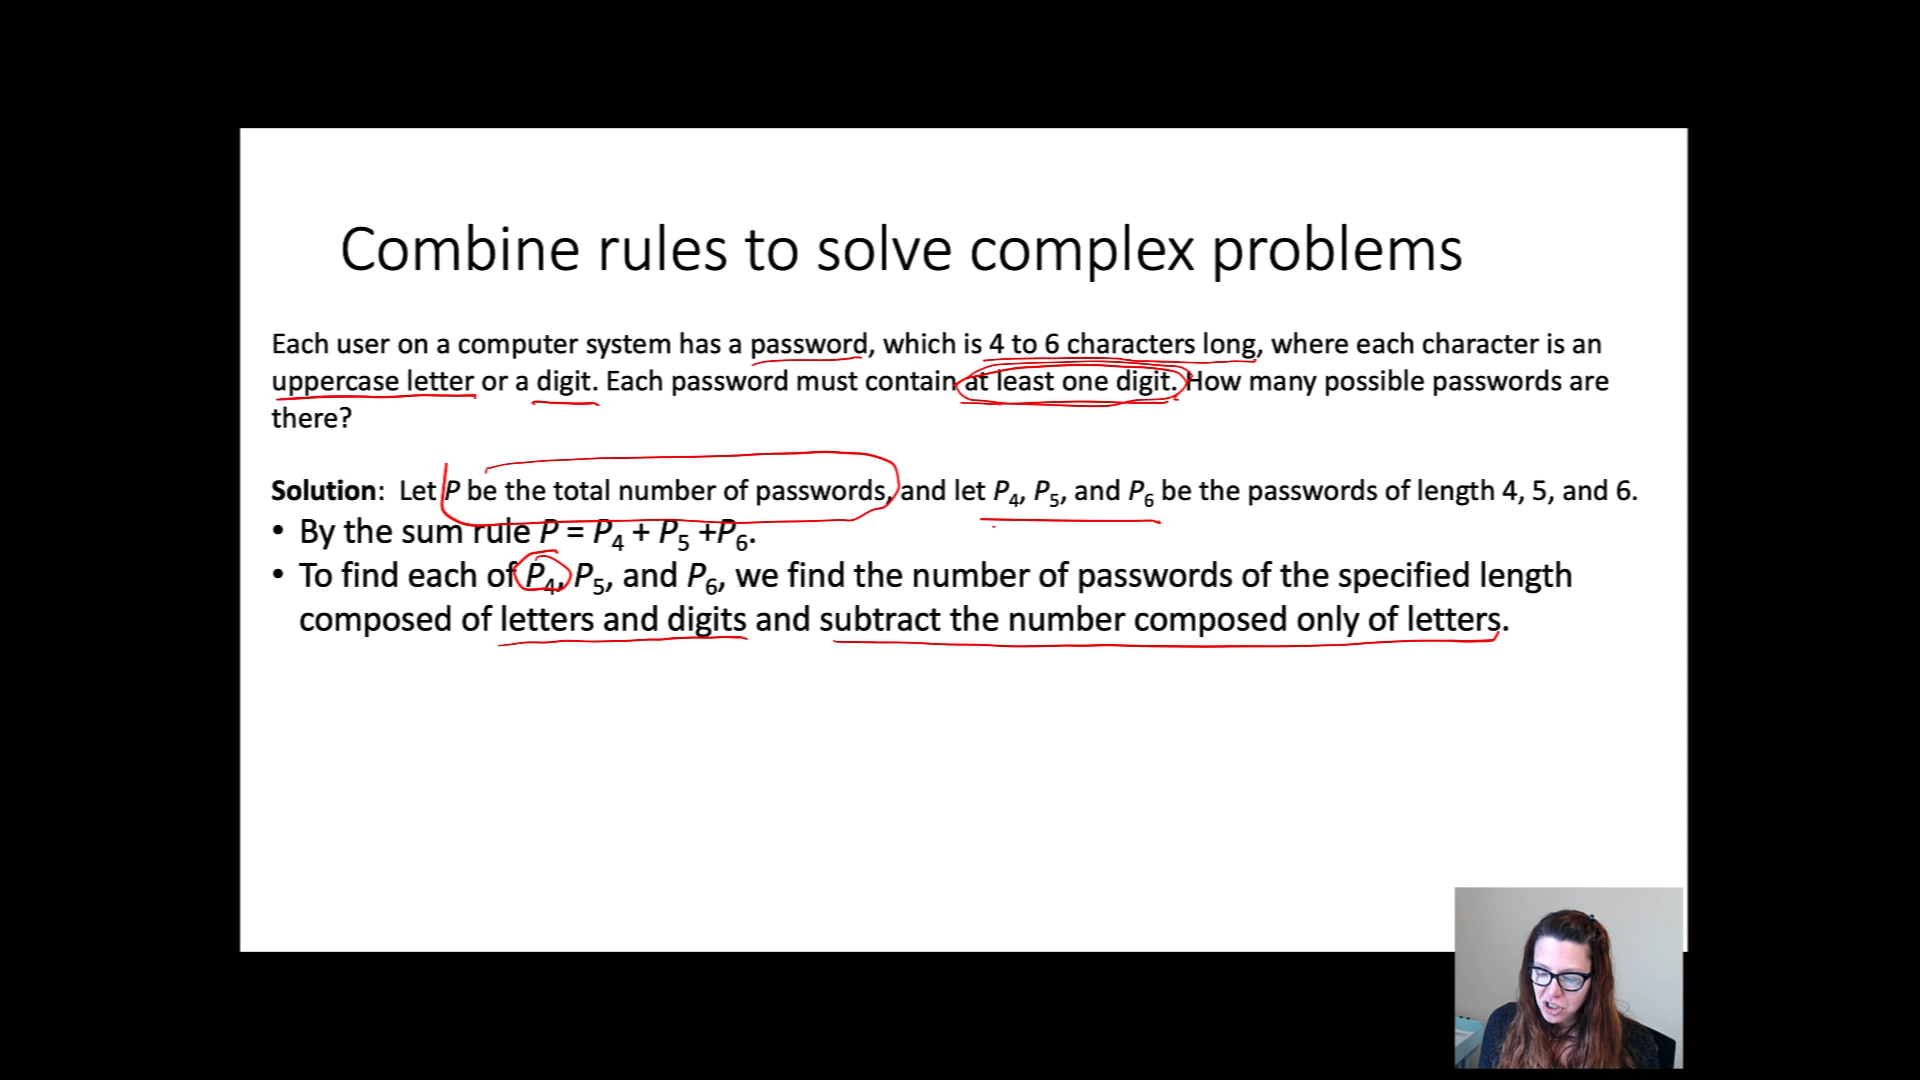 Combine rules to solve complex problems
Each user on a computer system has a password, which is 4 to 6 characters long, where each character is an
uppercase letter or a digit. Each password must contain at least one digit. How many possible passwords are
there?
Solution: Let P be the total number of passwords, and let P₄, P₅, and P₆ be the passwords of length 4, 5, and 6.
• By the sum rule P = P₄ + P₅ +P₆.
• To find each of P₄, P₅, and P₆, we find the number of passwords of the specified length
composed of letters and digits and subtract the number composed only of letters.